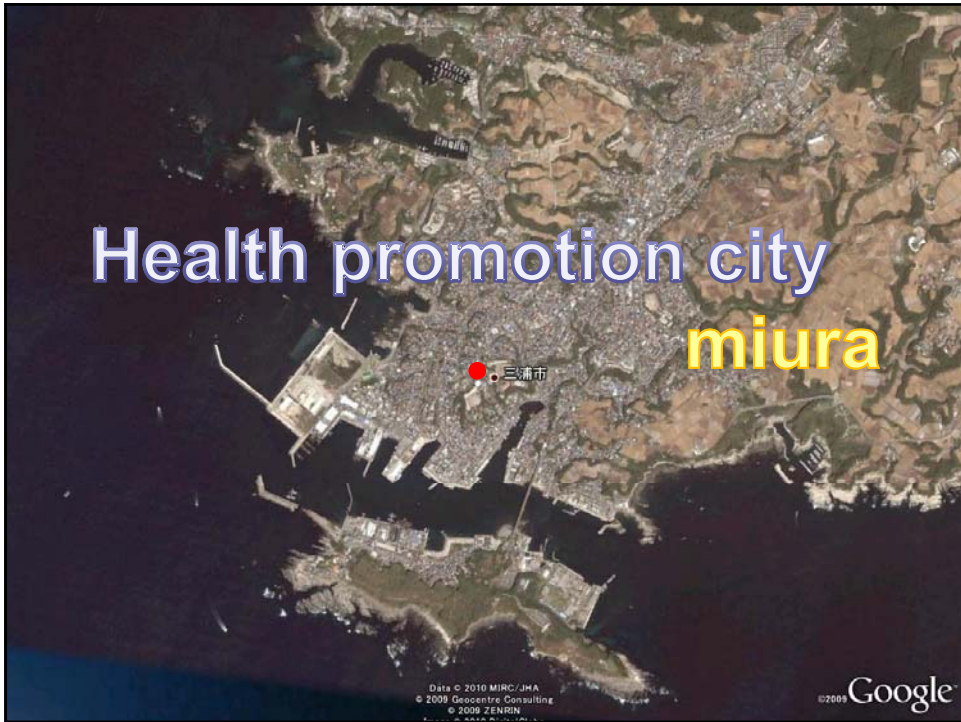 Health promotion city
miura
三浦市
Data © 2010 MIRC/JHA
© 2009 Geocentre Consulting
© 2009 ZENRIN
©2009 Google